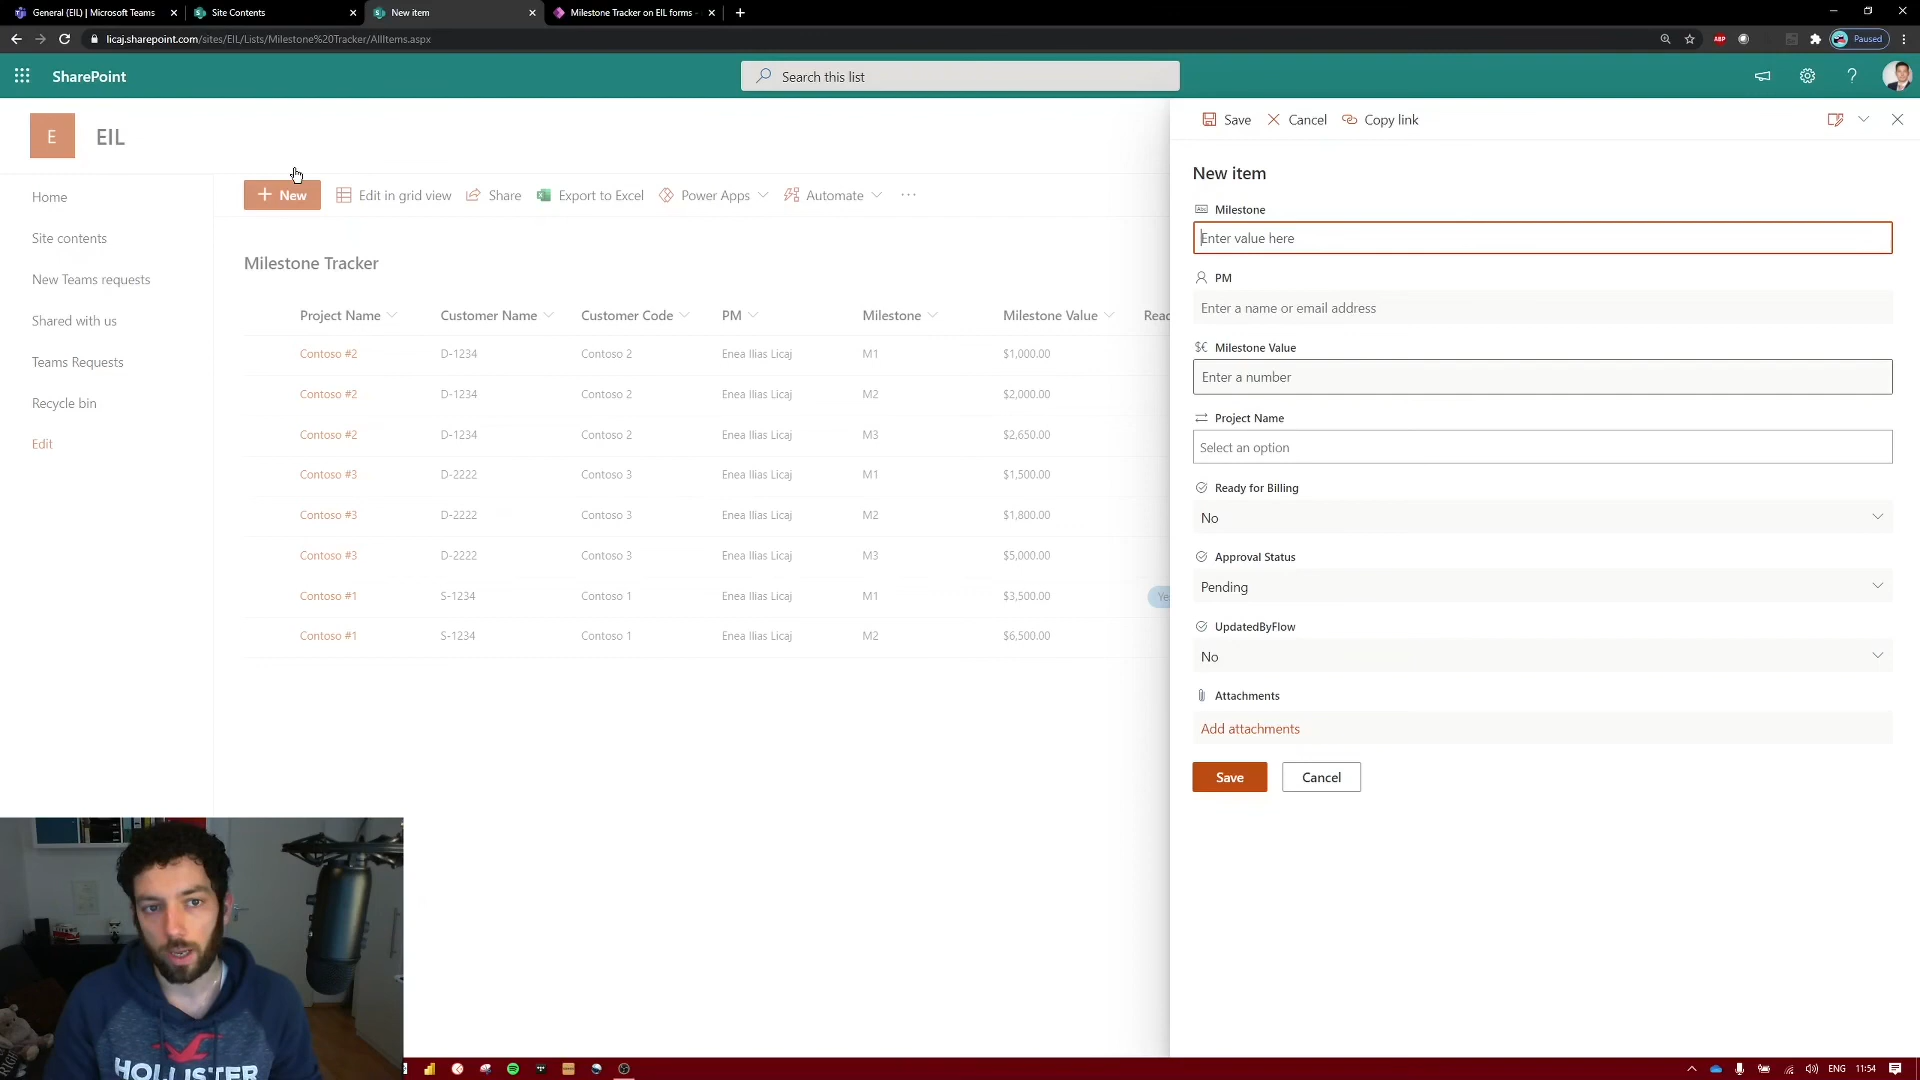 General (EIL) | Microsoft Teams
Site Contents
New item
Milestone Tracker on EIL forms -
licaj.sharepoint.com/sites/EIL/Lists/Milestone%20Tracker/AllItems.aspx
ABP
Paused
SharePoint
Search this list
E
EIL
Home
Site contents
New Teams requests
Shared with us
Teams Requests
Recycle bin
Edit
New
Edit in grid view
Share
Export to Excel
Power Apps
Automate
Milestone Tracker
Project Name Customer Name Customer Code PM Milestone Milestone Value Reac
Contoso #2 D-1234 Contoso 2 Enea Ilias Licaj M1 $1,000.00
Contoso #2 D-1234 Contoso 2 Enea Ilias Licaj M2 $2,000.00
Contoso #2 D-1234 Contoso 2 Enea Ilias Licaj M3 $2,650.00
Contoso #3 D-2222 Contoso 3 Enea Ilias Licaj M1 $1,500.00
Contoso #3 D-2222 Contoso 3 Enea Ilias Licaj M2 $1,800.00
Contoso #3 D-2222 Contoso 3 Enea Ilias Licaj M3 $5,000.00
Contoso #1 S-1234 Contoso 1 Enea Ilias Licaj M1 $3,500.00 Ye
Contoso #1 S-1234 Contoso 1 Enea Ilias Licaj M2 $6,500.00
Save
Cancel
Copy link
New item
Abc Milestone
Enter value here
PM
Enter a name or email address
$€ Milestone Value
Enter a number
Project Name
Select an option
Ready for Billing
No
Approval Status
Pending
UpdatedByFlow
No
Attachments
Add attachments
Save
Cancel
HOLLISTER
ENG
11:54